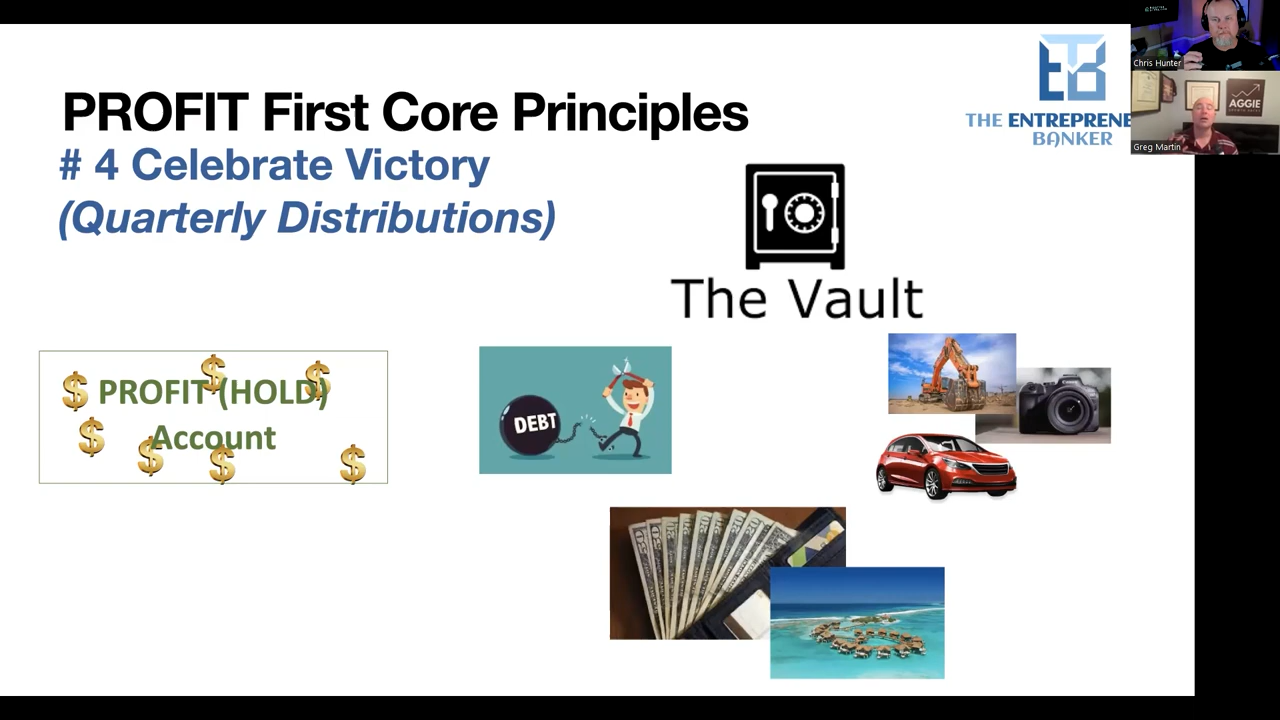 PROFIT First Core Principles
# 4 Celebrate Victory
(Quarterly Distributions)
THE ENTREPRENE
BANKER
Chris Hunter
AGGIE
Greg Martin
The Vault
PROFIT (HOLD)
Account
DEBT
Canon